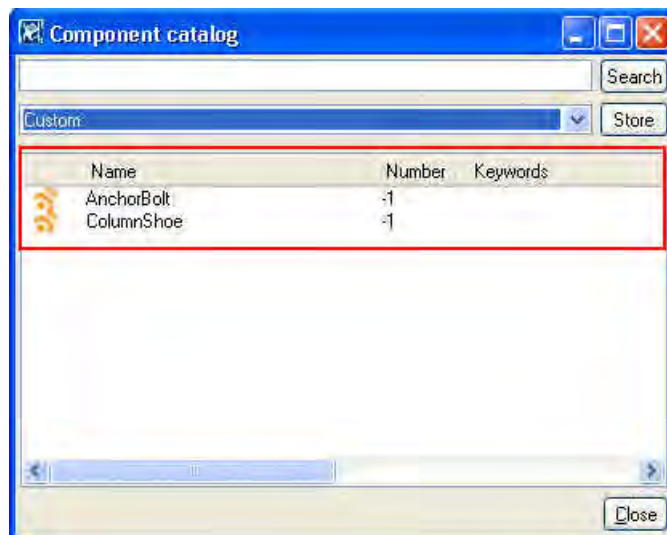 Component catalog
Search
Custom
Store
Name Number Keywords
AnchorBolt -1
ColumnShoe -1
Close